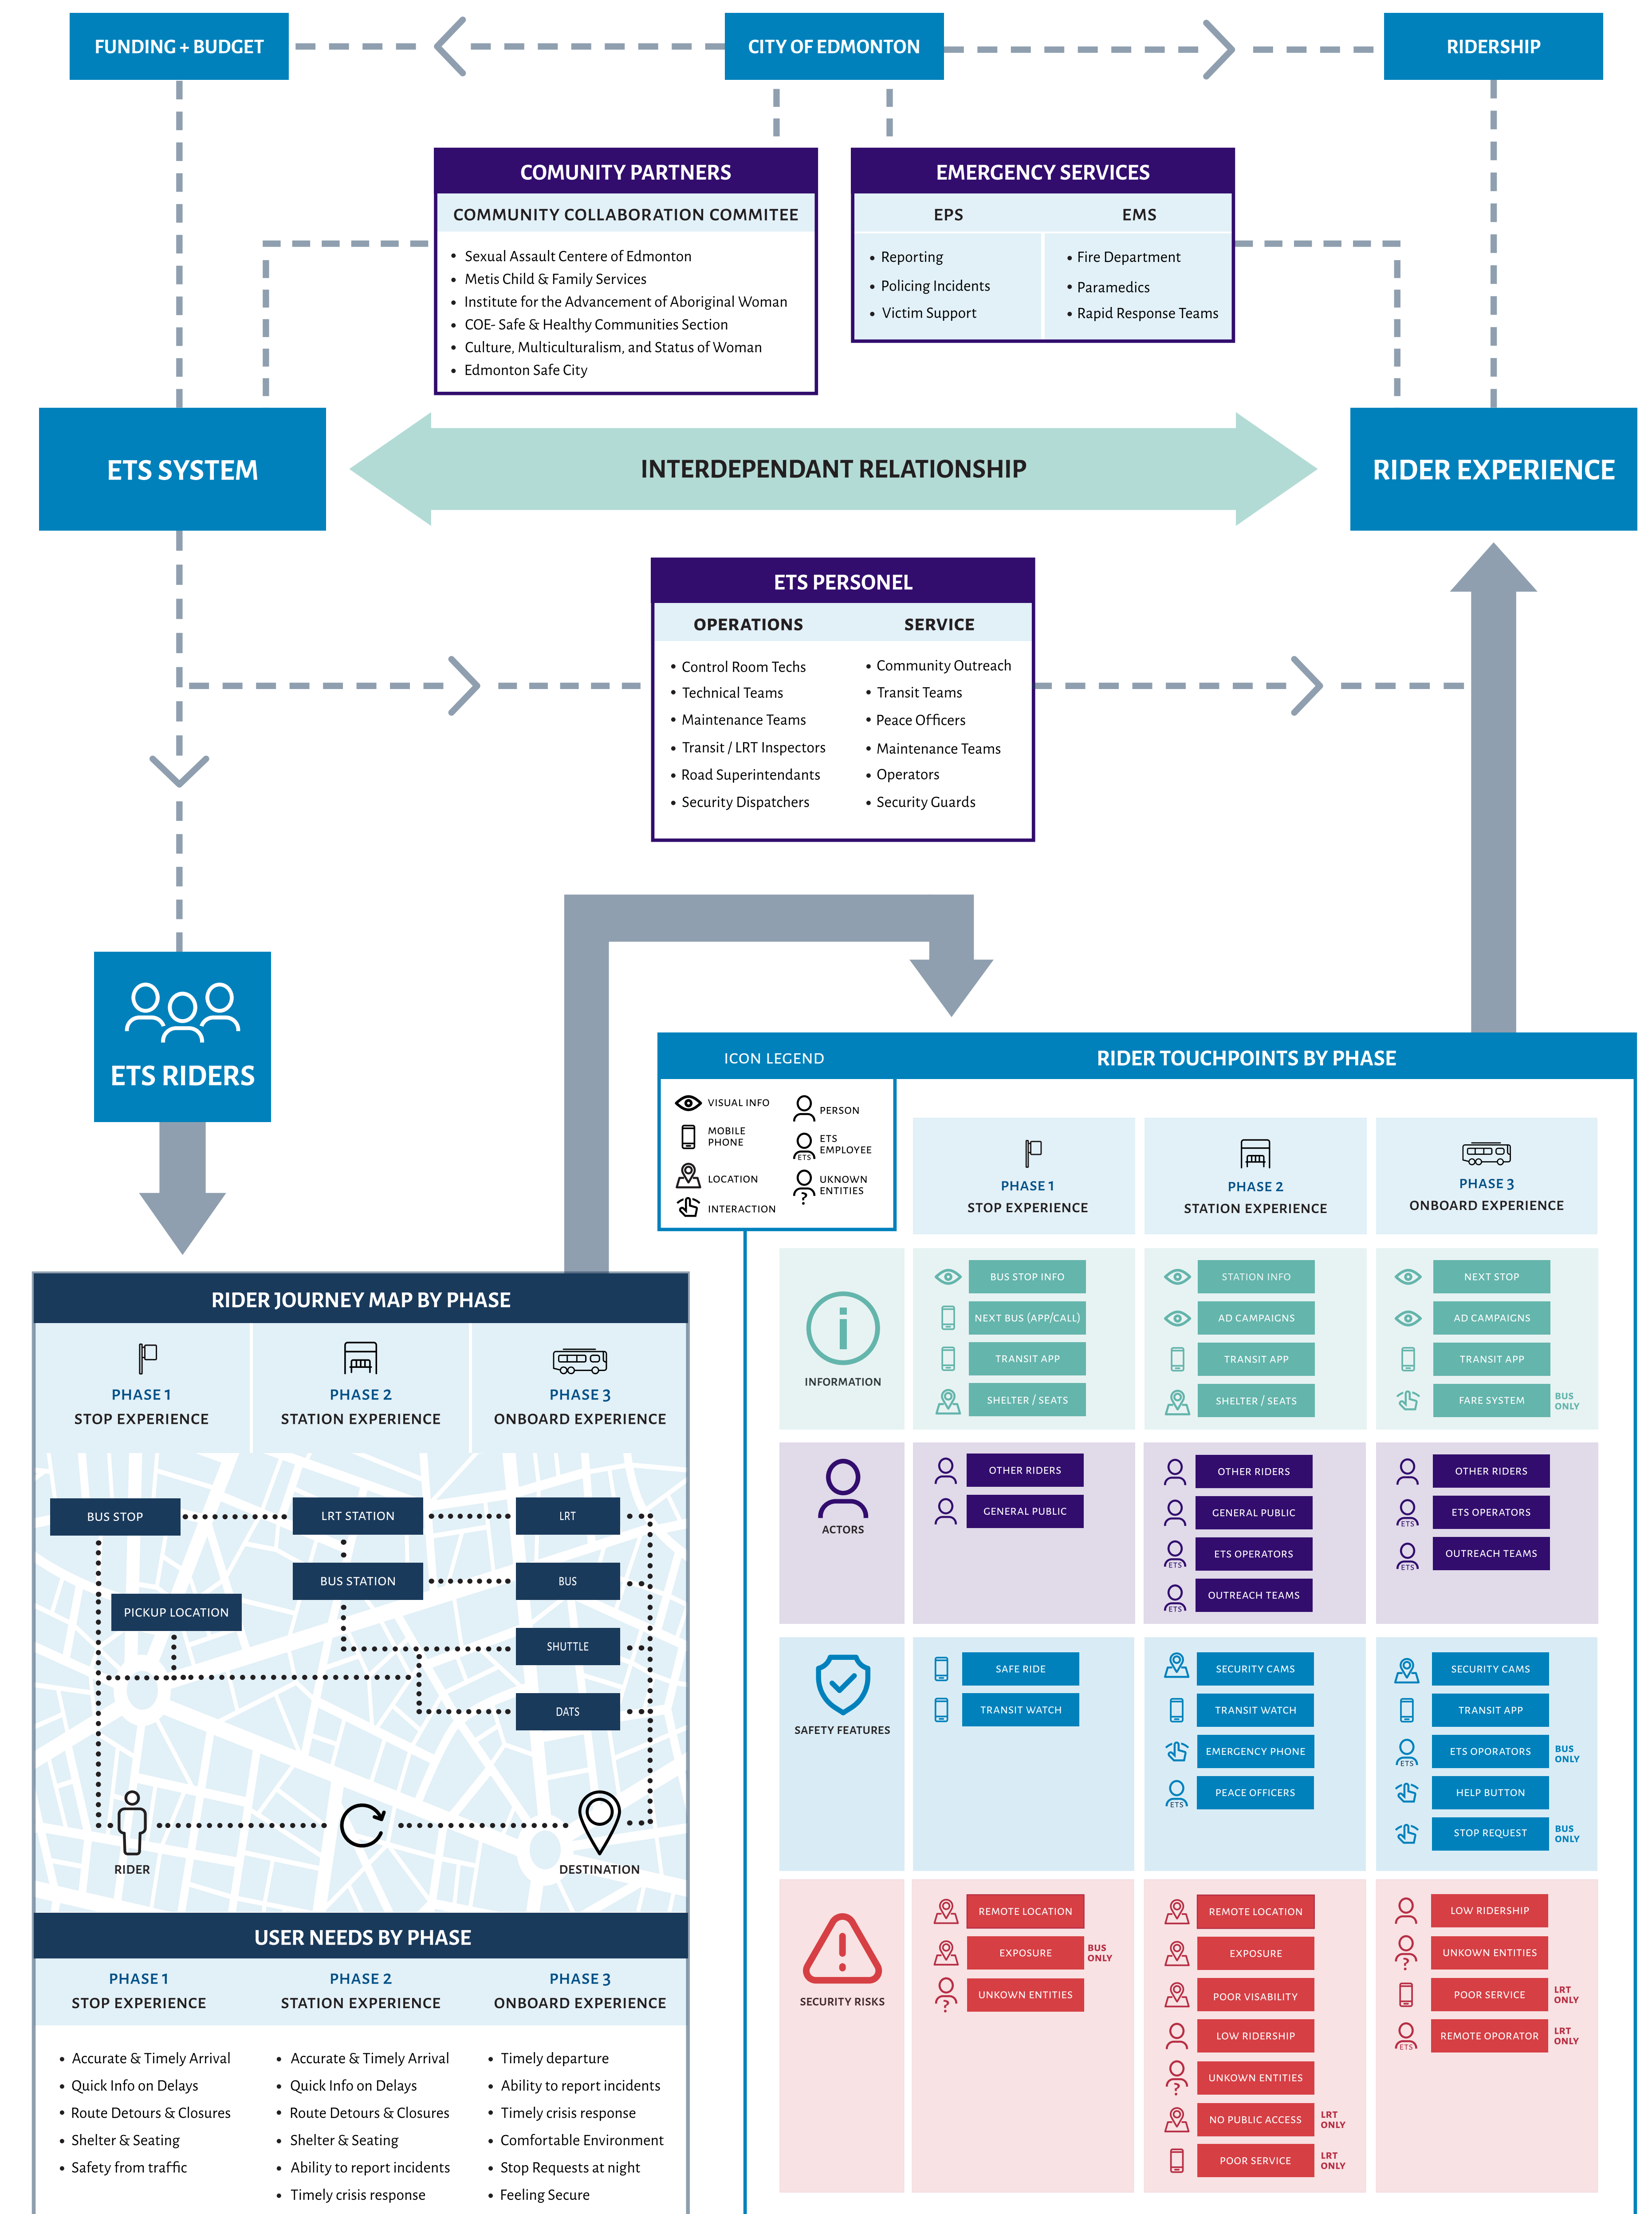 FUNDING + BUDGET
CITY OF EDMONTON
RIDERSHIP
COMUNITY PARTNERS
COMMUNITY COLLABORATION COMMITEE
• Sexual Assault Centere of Edmonton
• Metis Child & Family Services
• Institute for the Advancement of Aboriginal Woman
• COE- Safe & Healthy Communities Section
• Culture, Multiculturalism, and Status of Woman
• Edmonton Safe City
EMERGENCY SERVICES
EPS
• Reporting
• Policing Incidents
• Victim Support
EMS
• Fire Department
• Paramedics
• Rapid Response Teams
ETS SYSTEM
INTERDEPENDANT RELATIONSHIP
RIDER EXPERIENCE
ETS PERSONEL
OPERATIONS
• Control Room Techs
• Technical Teams
• Maintenance Teams
• Transit / LRT Inspectors
• Road Superintendants
• Security Dispatchers
SERVICE
• Community Outreach
• Transit Teams
• Peace Officers
• Maintenance Teams
• Operators
• Security Guards
ETS RIDERS
RIDER JOURNEY MAP BY PHASE
PHASE 1
STOP EXPERIENCE
PHASE 2
STATION EXPERIENCE
PHASE 3
ONBOARD EXPERIENCE
BUS STOP
LRT STATION
LRT
BUS STATION
BUS
PICKUP LOCATION
SHUTTLE
DATS
RIDER
DESTINATION
USER NEEDS BY PHASE
PHASE 1
STOP EXPERIENCE
• Accurate & Timely Arrival
• Quick Info on Delays
• Route Detours & Closures
• Shelter & Seating
• Safety from traffic
PHASE 2
STATION EXPERIENCE
• Accurate & Timely Arrival
• Quick Info on Delays
• Route Detours & Closures
• Shelter & Seating
• Ability to report incidents
• Timely crisis response
PHASE 3
ONBOARD EXPERIENCE
• Timely departure
• Ability to report incidents
• Timely crisis response
• Comfortable Environment
• Stop Requests at night
• Feeling Secure
ICON LEGEND
VISUAL INFO
MOBILE
PHONE
LOCATION
INTERACTION
PERSON
ETS
ETS
EMPLOYEE
?
UKNOWN
ENTITIES
RIDER TOUCHPOINTS BY PHASE
PHASE 1
STOP EXPERIENCE
PHASE 2
STATION EXPERIENCE
PHASE 3
ONBOARD EXPERIENCE
i
INFORMATION
BUS STOP INFO
NEXT BUS (APP/CALL)
TRANSIT APP
SHELTER / SEATS
STATION INFO
AD CAMPAIGNS
TRANSIT APP
SHELTER / SEATS
NEXT STOP
AD CAMPAIGNS
TRANSIT APP
FARE SYSTEM
BUS
ONLY
ACTORS
OTHER RIDERS
GENERAL PUBLIC
OTHER RIDERS
GENERAL PUBLIC
ETS
ETS OPERATORS
ETS
OUTREACH TEAMS
OTHER RIDERS
ETS
ETS OPERATORS
ETS
OUTREACH TEAMS
SAFETY FEATURES
SAFE RIDE
TRANSIT WATCH
SECURITY CAMS
TRANSIT WATCH
EMERGENCY PHONE
ETS
PEACE OFFICERS
SECURITY CAMS
TRANSIT APP
ETS
ETS OPORATORS
BUS
ONLY
HELP BUTTON
STOP REQUEST
BUS
ONLY
!
SECURITY RISKS
REMOTE LOCATION
EXPOSURE
BUS
ONLY
?
UNKOWN ENTITIES
REMOTE LOCATION
EXPOSURE
POOR VISABILITY
LOW RIDERSHIP
?
UNKOWN ENTITIES
NO PUBLIC ACCESS
LRT
ONLY
POOR SERVICE
LRT
ONLY
LOW RIDERSHIP
?
UNKOWN ENTITIES
POOR SERVICE
LRT
ONLY
ETS
REMOTE OPORATOR
LRT
ONLY